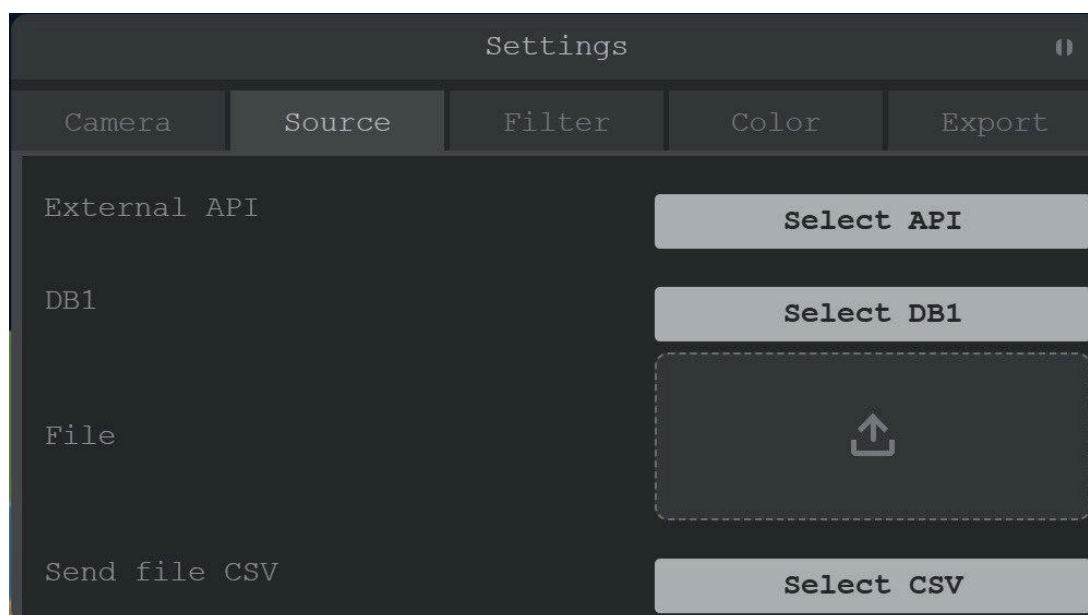 Settings
Camera Source Filter Color Export
External API Select API
DB1 Select DB1
File
Send file CSV Select CSV